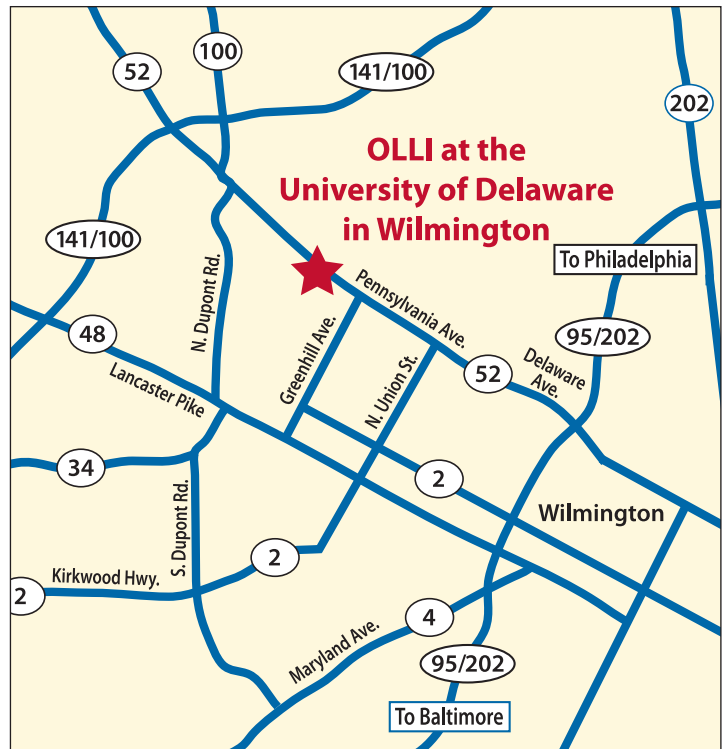 100
52
141/100
202
OLLI at the
University of Delaware
in Wilmington
141/100
To Philadelphia
N. Dupont Rd.
Pennsylvania Ave.
48
95/202
Greenhill Ave.
Delaware
Ave.
Lancaster Pike
N. Union St.
52
34
2
S. Dupont Rd.
Wilmington
2
Kirkwood Hwy.
2
4
Maryland Ave.
95/202
To Baltimore